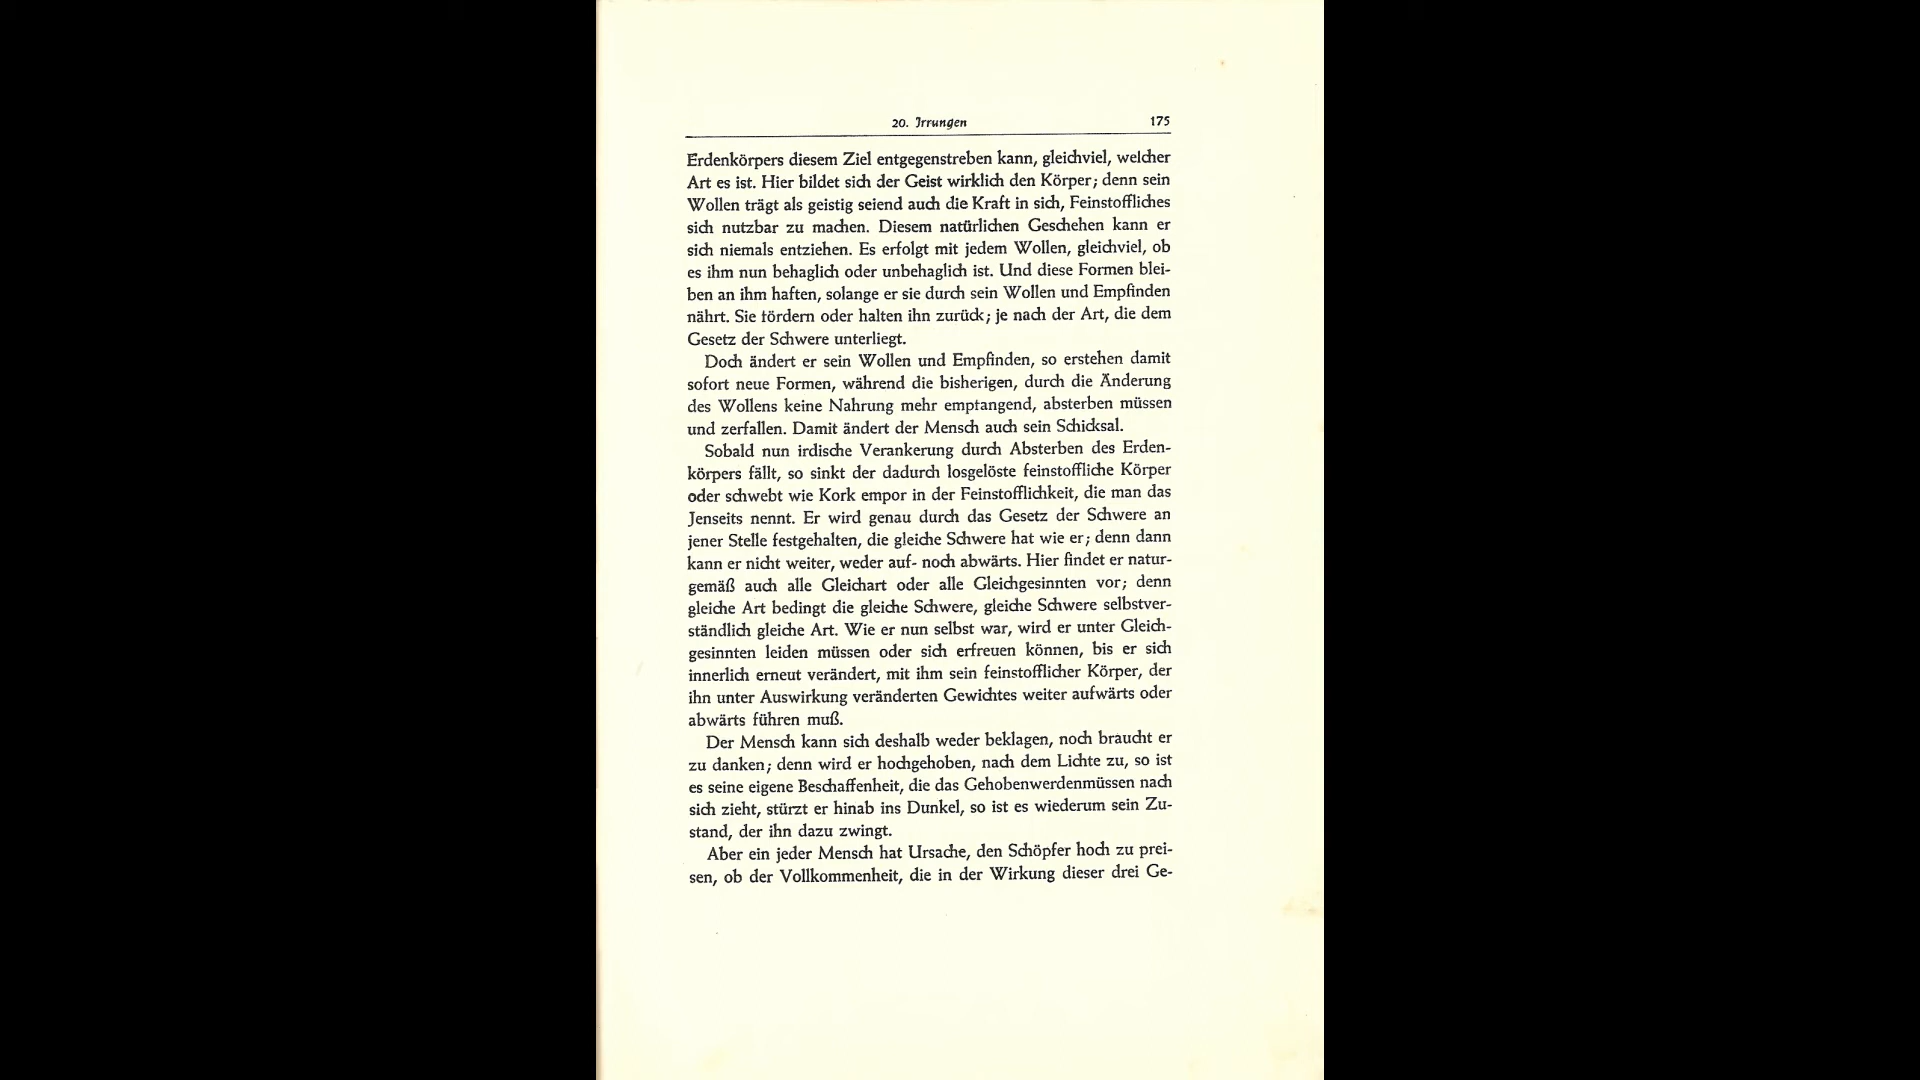 20. Irrungen 175
Erdenkörpers diesem Ziel entgegenstreben kann, gleichviel, welcher
Art es ist. Hier bildet sich der Geist wirklich den Körper; denn sein
Wollen trägt als geistig seiend auch die Kraft in sich, Feinstoffliches
sich nutzbar zu machen. Diesem natürlichen Geschehen kann er
sich niemals entziehen. Es erfolgt mit jedem Wollen, gleichviel, ob
es ihm nun behaglich oder unbehaglich ist. Und diese Formen blei-
ben an ihm haften, solange er sie durch sein Wollen und Empfinden
nährt. Sie fördern oder halten ihn zurück; je nach der Art, die dem
Gesetz der Schwere unterliegt.
Doch ändert er sein Wollen und Empfinden, so erstehen damit
sofort neue Formen, während die bisherigen, durch die Änderung
des Wollens keine Nahrung mehr empfangend, absterben müssen
und zerfallen. Damit ändert der Mensch auch sein Schicksal.
Sobald nun irdische Verankerung durch Absterben des Erden-
körpers fällt, so sinkt der dadurch losgelöste feinstoffliche Körper
oder schwebt wie Kork empor in der Feinstofflichkeit, die man das
Jenseits nennt. Er wird genau durch das Gesetz der Schwere an
jener Stelle festgehalten, die gleiche Schwere hat wie er; denn dann
kann er nicht weiter, weder auf- noch abwärts. Hier findet er natur-
gemäß auch alle Gleichart oder alle Gleichgesinnten vor; denn
gleiche Art bedingt die gleiche Schwere, gleiche Schwere selbstver-
ständlich gleiche Art. Wie er nun selbst war, wird er unter Gleich-
gesinnten leiden müssen oder sich erfreuen können, bis er sich
innerlich erneut verändert, mit ihm sein feinstofflicher Körper, der
ihn unter Auswirkung veränderten Gewichtes weiter aufwärts oder
abwärts führen muß.
Der Mensch kann sich deshalb weder beklagen, noch braucht er
zu danken; denn wird er hochgehoben, nach dem Lichte zu, so ist
es seine eigene Beschaffenheit, die das Gehobenwerdenmüssen nach
sich zieht, stürzt er hinab ins Dunkel, so ist es wiederum sein Zu-
stand, der ihn dazu zwingt.
Aber ein jeder Mensch hat Ursache, den Schöpfer hoch zu prei-
sen, ob der Vollkommenheit, die in der Wirkung dieser drei Ge-